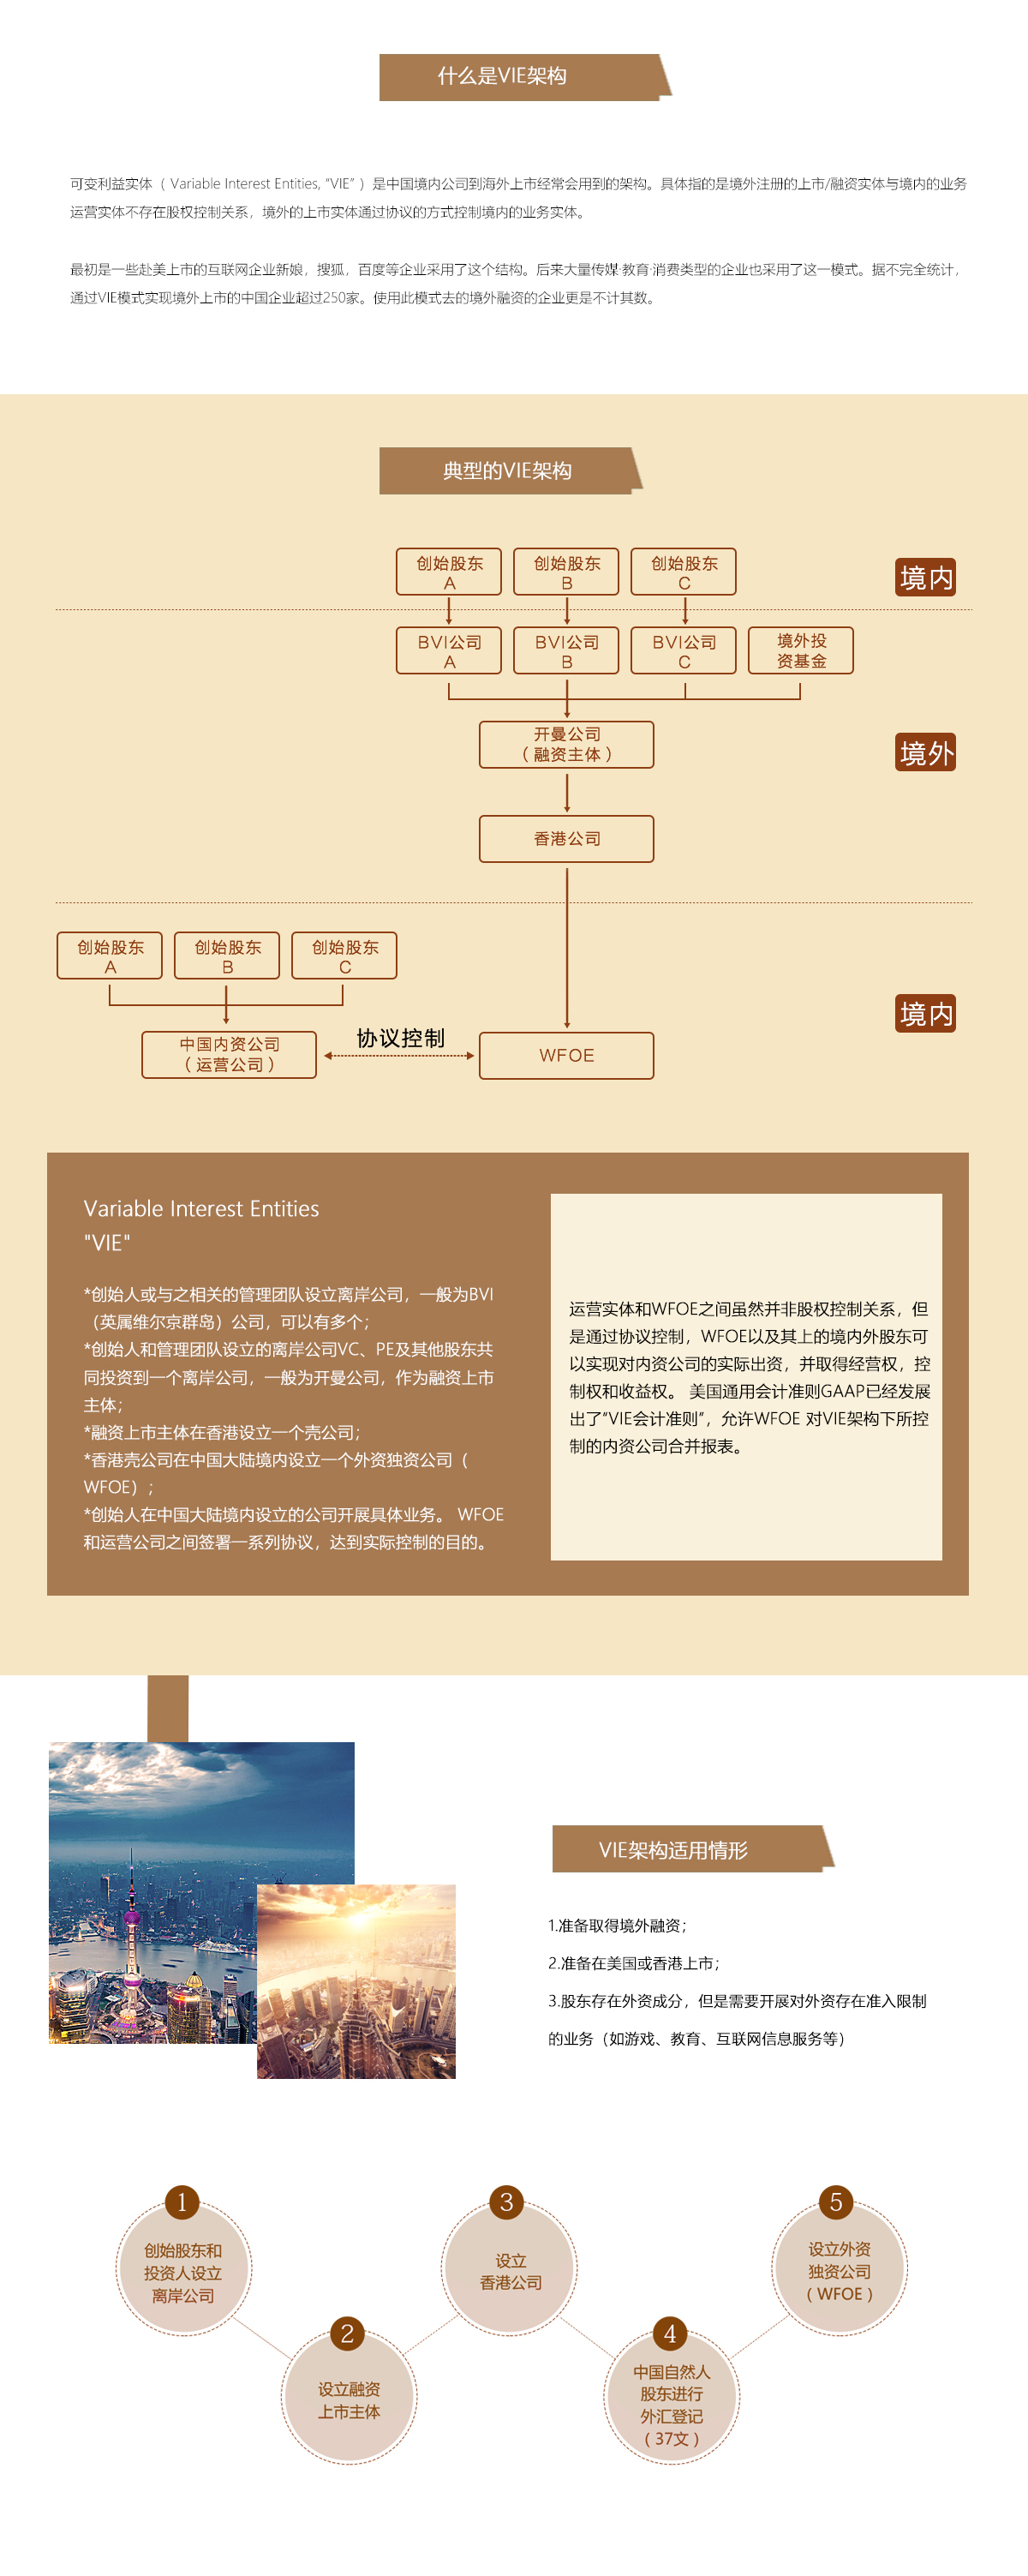 什么是VIE架构
可变利益实体（ Variable Interest Entities, “VIE” ）是中国境内公司到海外上市经常会用到的架构。具体指的是境外注册的上市/融资实体与境内的业务
运营实体不存在股权控制关系，境外的上市实体通过协议的方式控制境内的业务实体。
最初是一些赴美上市的互联网企业新娘，搜狐，百度等企业采用了这个结构。后来大量传媒·教育·消费类型的企业也采用了这一模式。据不完全统计，
通过VIE模式实现境外上市的中国企业超过250家。使用此模式去的境外融资的企业更是不计其数。
典型的VIE架构
创始股东
A
创始股东
B
创始股东
C
境内
BVI公司
A
BVI公司
B
BVI公司
C
境外投
资基金
开曼公司
（融资主体）
境外
香港公司
创始股东
A
创始股东
B
创始股东
C
境内
中国内资公司
（运营公司）
协议控制
WFOE
Variable Interest Entities
"VIE"
*创始人或与之相关的管理团队设立离岸公司，一般为BVI
（英属维尔京群岛）公司，可以有多个；
*创始人和管理团队设立的离岸公司VC、PE及其他股东共
同投资到一个离岸公司，一般为开曼公司，作为融资上市
主体；
*融资上市主体在香港设立一个壳公司；
*香港壳公司在中国大陆境内设立一个外资独资公司（
WFOE）；
*创始人在中国大陆境内设立的公司开展具体业务。 WFOE
和运营公司之间签署一系列协议，达到实际控制的目的。
运营实体和WFOE之间虽然并非股权控制关系，但
是通过协议控制，WFOE以及其上的境内外股东可
以实现对内资公司的实际出资，并取得经营权，控
制权和收益权。 美国通用会计准则GAAP已经发展
出了“VIE会计准则”，允许WFOE 对VIE架构下所控
制的内资公司合并报表。
VIE架构适用情形
1.准备取得境外融资；
2.准备在美国或香港上市；
3.股东存在外资成分，但是需要开展对外资存在准入限制
的业务（如游戏、教育、互联网信息服务等）
1
创始股东和
投资人设立
离岸公司
2
设立融资
上市主体
3
设立
香港公司
4
中国自然人
股东进行
外汇登记
（37文）
5
设立外资
独资公司
（WFOE）